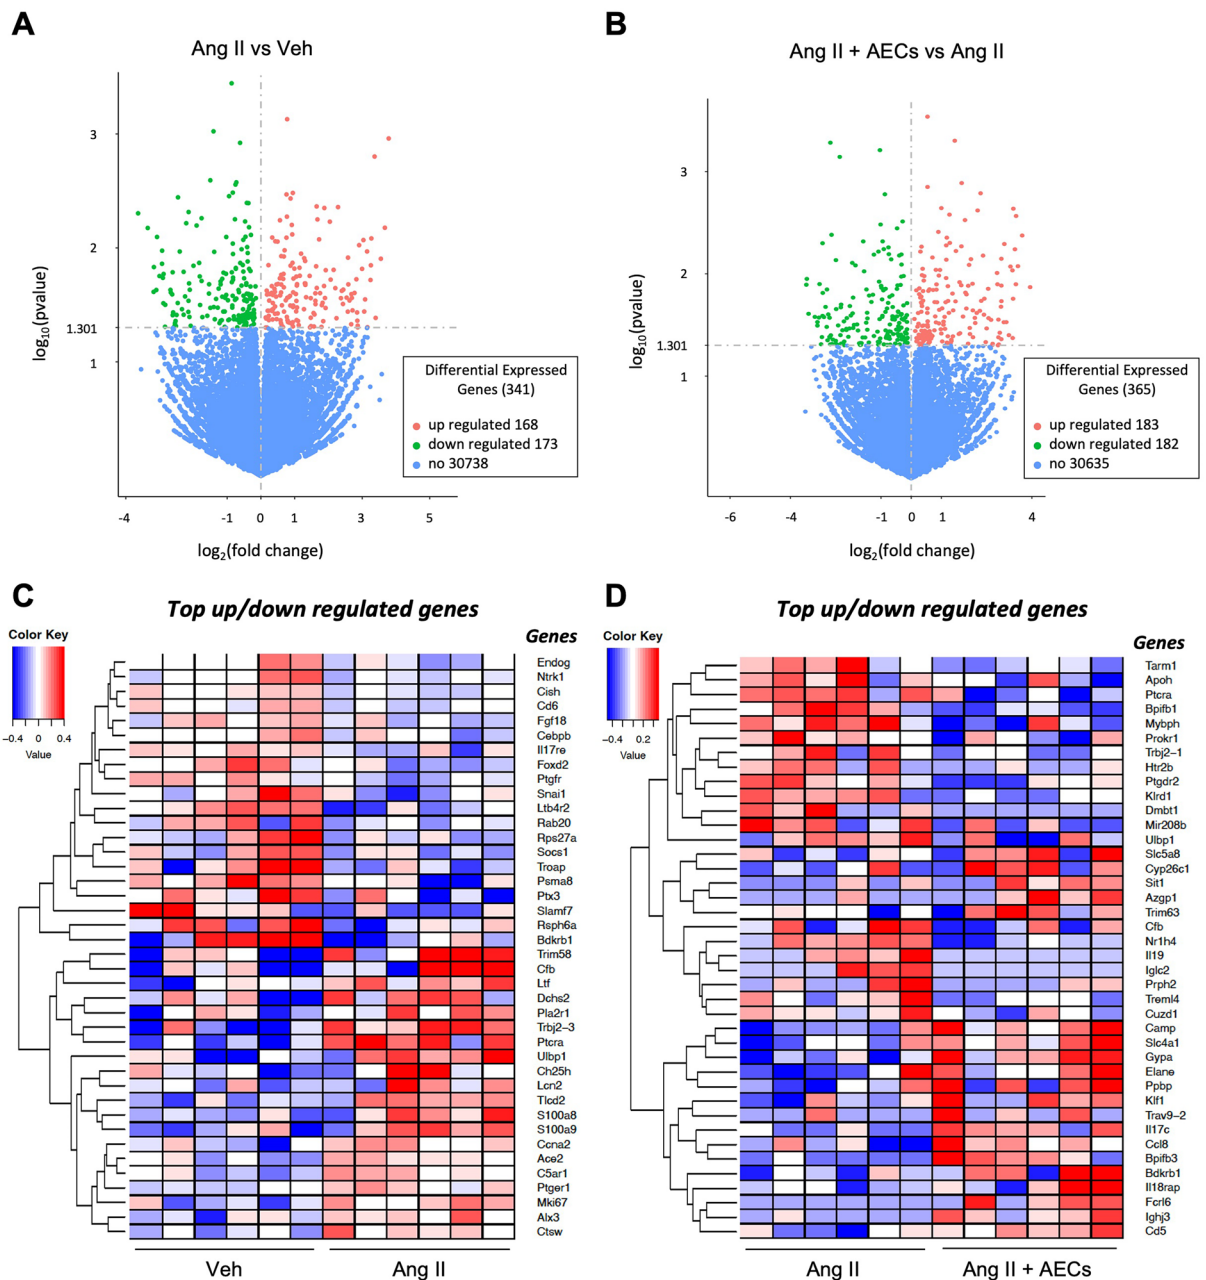 A
Ang II vs Veh
3
2
1.301
1
log10(pvalue)
-4
-1
0
1
3
5
log2(fold change)
Differential Expressed
Genes (341)
up regulated 168
down regulated 173
no 30738
B
Ang II + AECs vs Ang II
3
2
1.301
1
log10(pvalue)
-6
-4
-1
0
1
4
log2(fold change)
Differential Expressed
Genes (365)
up regulated 183
down regulated 182
no 30635
C
Top up/down regulated genes
Color Key
−0.4 0 0.4
Value
Genes
Endog
Ntrk1
Cish
Cd6
Fgf18
Cebpb
Il17re
Foxd2
Ptgfr
Snai1
Ltb4r2
Rab20
Rps27a
Socs1
Troap
Psma8
Ptx3
Slamf7
Rsph6a
Bdkrb1
Trim58
Cfb
Ltf
Dchs2
Pla2r1
Trbj2−3
Ptcra
Ulbp1
Ch25h
Lcn2
Tlcd2
S100a8
S100a9
Ccna2
Ace2
C5ar1
Ptger1
Mki67
Alx3
Ctsw
Veh
Ang II
D
Top up/down regulated genes
Color Key
−0.4 0.2
Value
Genes
Tarm1
Apoh
Ptcra
Bpifb1
Mybph
Prokr1
Trbj2−1
Htr2b
Ptgdr2
Klrd1
Dmbt1
Mir208b
Ulbp1
Slc5a8
Cyp26c1
Sit1
Azgp1
Trim63
Cfb
Nr1h4
Il19
Iglc2
Prph2
Treml4
Cuzd1
Camp
Slc4a1
Gypa
Elane
Ppbp
Klf1
Trav9−2
Il17c
Ccl8
Bpifb3
Bdkrb1
Il18rap
Fcrl6
Ighj3
Cd5
Ang II
Ang II + AECs